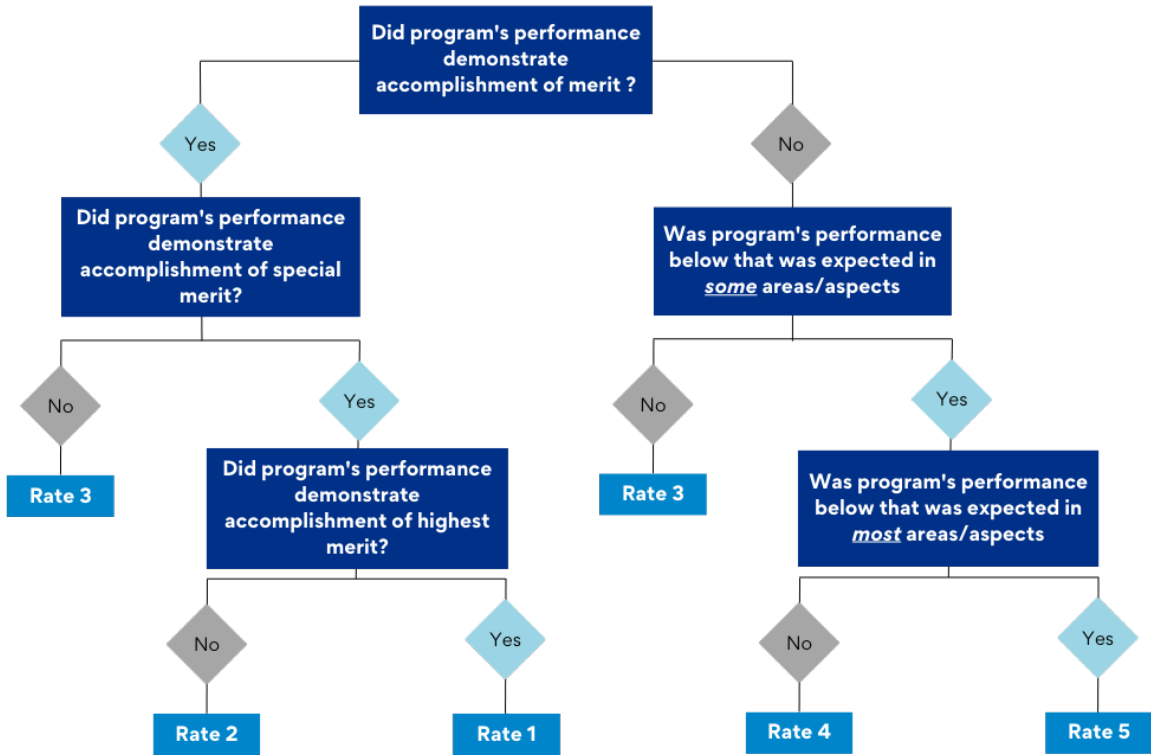 Did program's performance
demonstrate
accomplishment of merit ?
Yes
No
Did program's performance
demonstrate
accomplishment of special
merit?
Was program's performance
below that was expected in
some areas/aspects
No
Yes
No
Yes
Rate 3
Did program's performance
demonstrate
accomplishment of highest
merit?
Rate 3
Was program's performance
below that was expected in
most areas/aspects
No
Yes
No
Yes
Rate 2
Rate 1
Rate 4
Rate 5